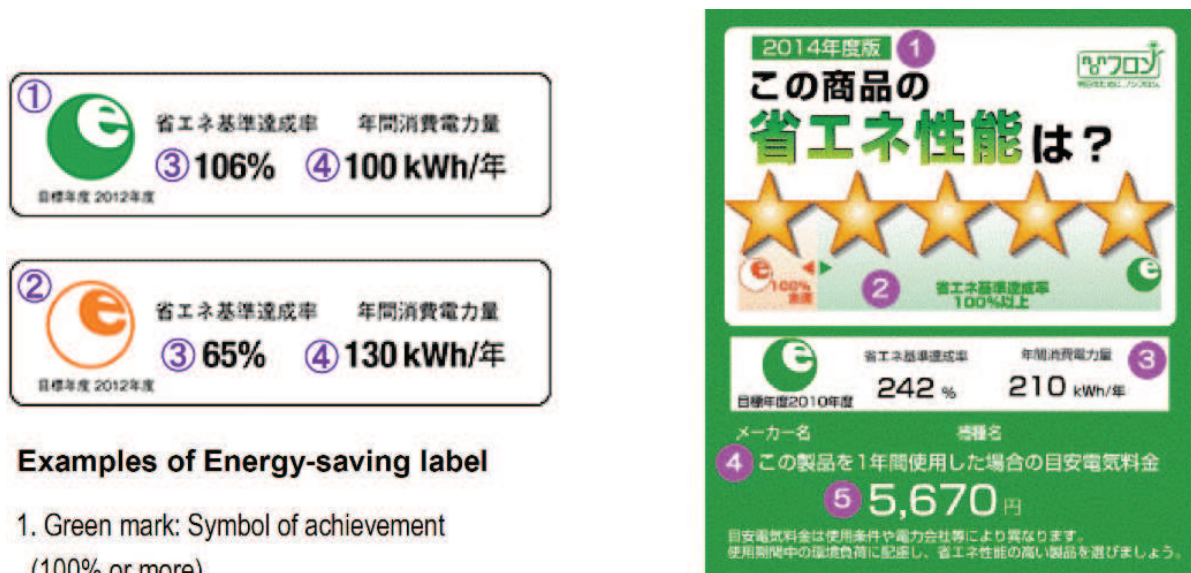 ①
e
省エネ基準達成率 年間消費電力量
③ 106% ④ 100 kWh/年
目標年度 2012年度
②
e
省エネ基準達成率 年間消費電力量
③ 65% ④ 130 kWh/年
目標年度 2012年度
Examples of Energy-saving label
1. Green mark: Symbol of achievement
(100% or more)
2014年度版 1
ノンフロン
この商品の
省エネ性能は?
e
100%
未満
2
省エネ基準達成率
100%以上
e
e
省エネ基準達成率 年間消費電力量 3
242 % 210 kWh/年
目標年度2010年度
メーカー名 機種名
4 この製品を1年間使用した場合の目安電気料金
5 5,670円
目安電気料金は使用条件や電力会社等により異なります。
使用期間中の環境負荷に配慮し、省エネ性能の高い製品を選びましょう。